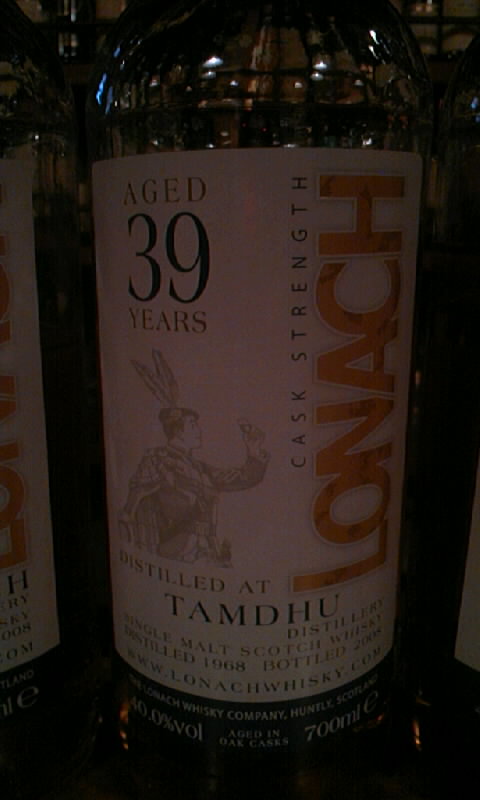 AGED
39
YEARS
CASK STRENGTH
LONACH
DISTILLED AT
TAMDHU
DISTILLERY
SINGLE MALT SCOTCH WHISKY
DISTILLED 1968 BOTTLED 2008
WWW.LONACHWHISKY.COM
THE LONACH WHISKY COMPANY, HUNTLY, SCOTLAND
40.0%vol
AGED IN
OAK CASKS
700ml e